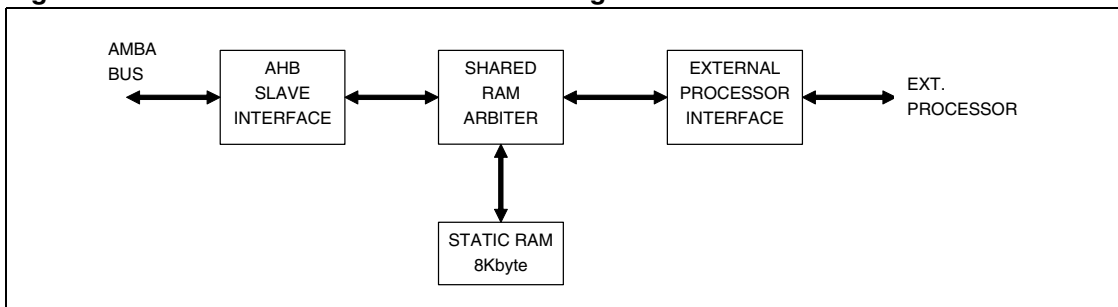 AMBA
BUS
AHB
SLAVE
INTERFACE
SHARED
RAM
ARBITER
EXTERNAL
PROCESSOR
INTERFACE
EXT.
PROCESSOR
STATIC RAM
8Kbyte